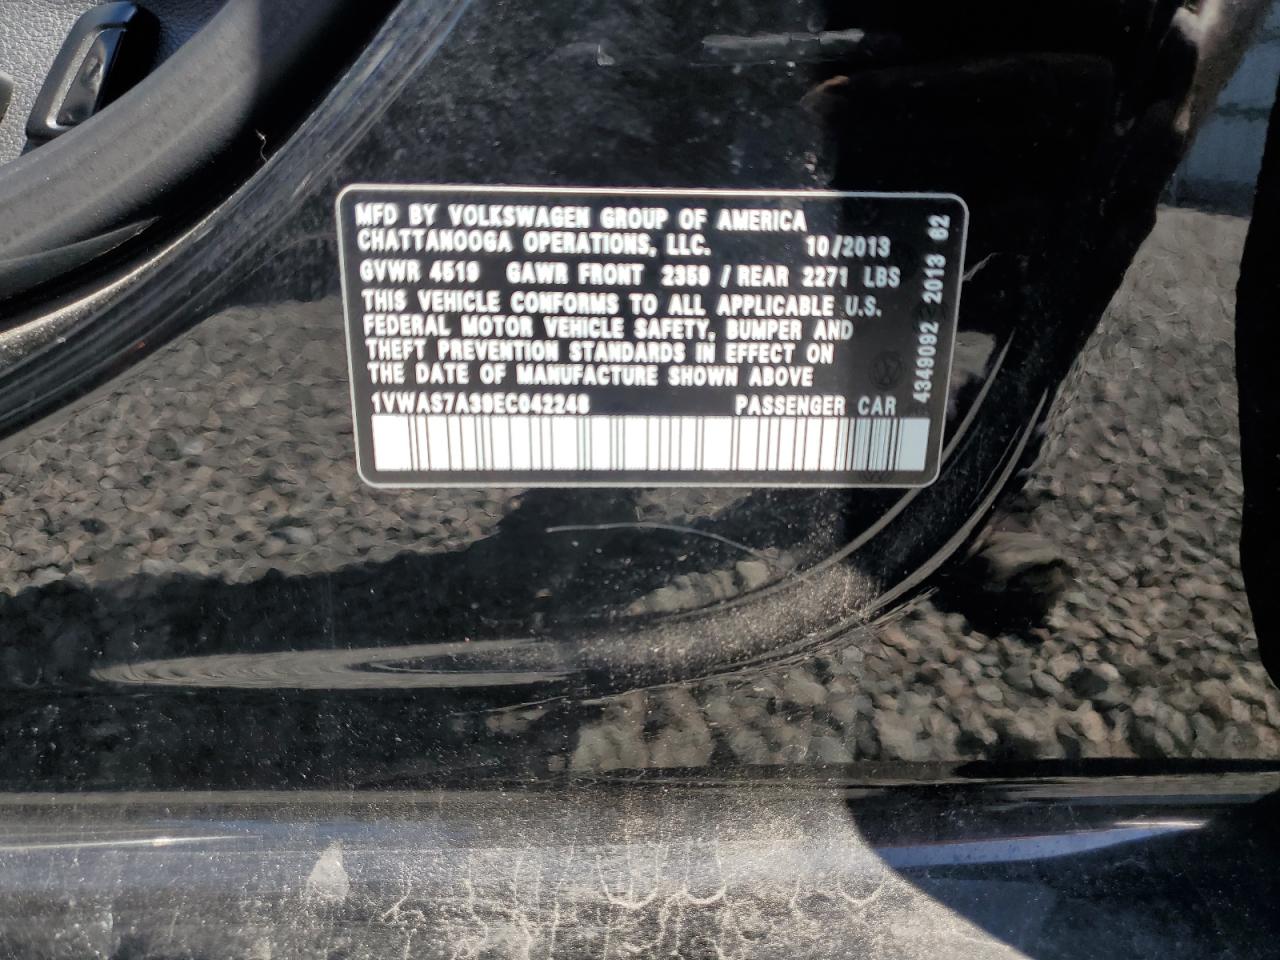 MFD BY VOLKSWAGEN GROUP OF AMERICA
CHATTANOOGA OPERATIONS, LLC. 10/2013
GVWR 4519 GAWR FRONT 2359 / REAR 2271 LBS
THIS VEHICLE CONFORMS TO ALL APPLICABLE U.S.
FEDERAL MOTOR VEHICLE SAFETY, BUMPER AND
THEFT PREVENTION STANDARDS IN EFFECT ON
THE DATE OF MANUFACTURE SHOWN ABOVE
1VWAS7A39EC042248 PASSENGER CAR
4349092 2013 62